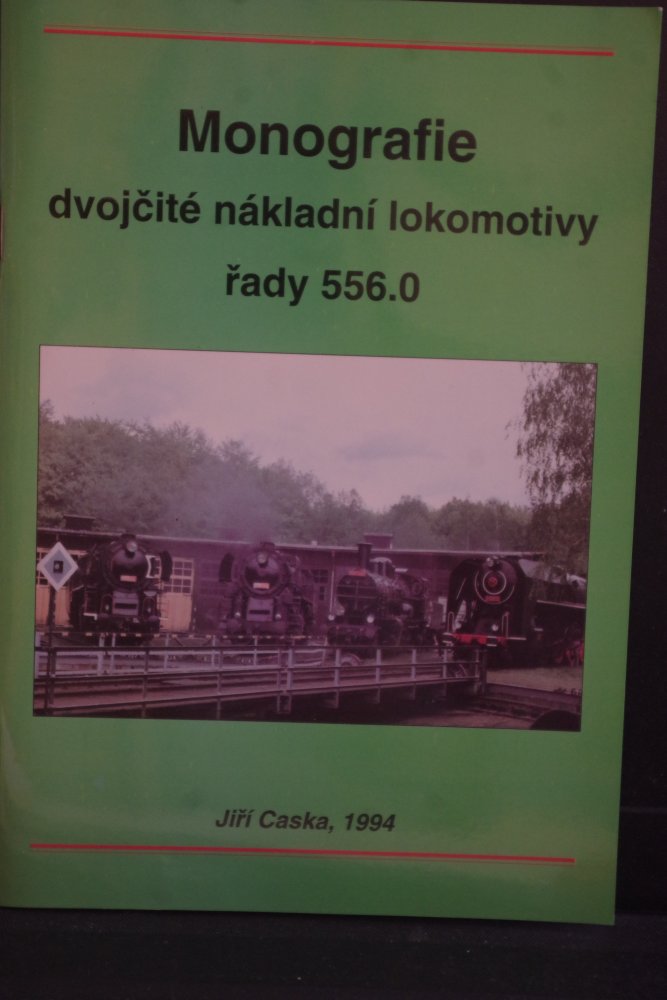 Monografie
dvojčité nákladní lokomotivy
řady 556.0
Jiří Caska, 1994